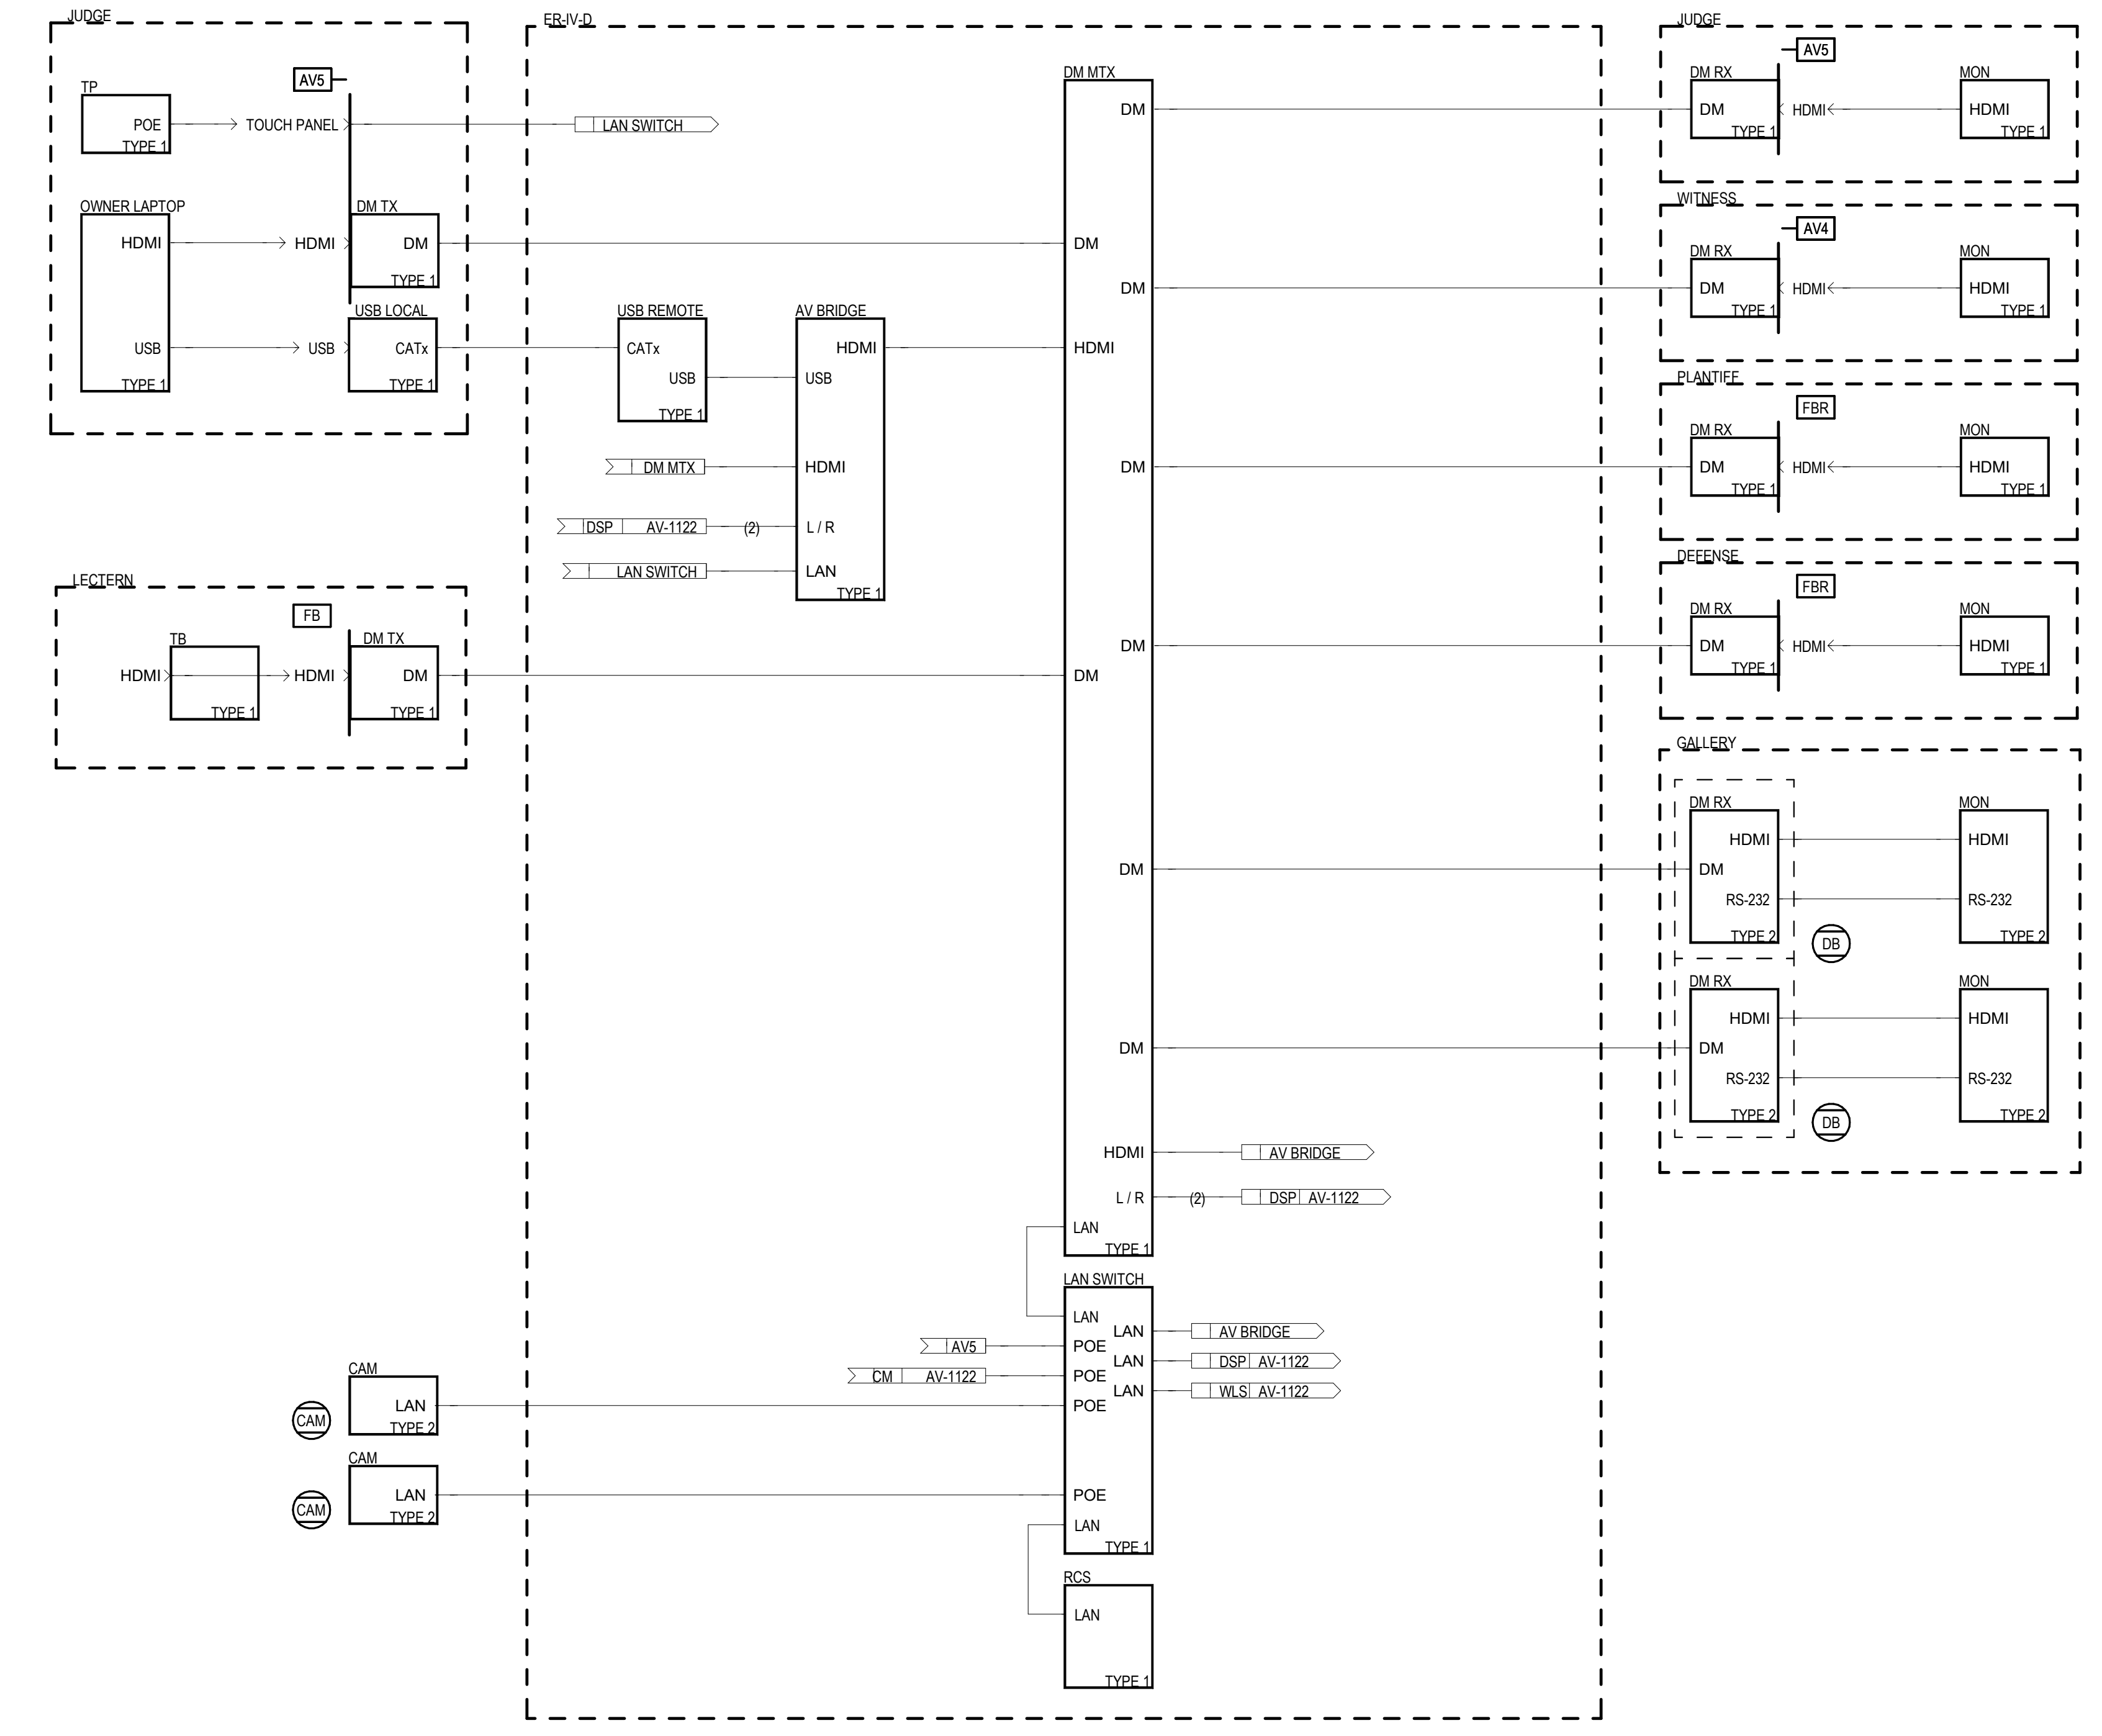 JUDGE
AV5
TP
POE
TYPE 1
TOUCH PANEL
OWNER LAPTOP
HDMI
USB
TYPE 1
HDMI
USB
DM TX
DM
TYPE 1
USB LOCAL
CATx
TYPE 1
LECTERN
FB
TB
HDMI
TYPE 1
HDMI
DM TX
DM
TYPE 1
CAM
CAM
LAN
TYPE 2
CAM
CAM
LAN
TYPE 2
ER-IV-D
LAN SWITCH
USB REMOTE
CATx
USB
TYPE 1
AV BRIDGE
HDMI
USB
HDMI
L / R
LAN
TYPE 1
DM MTX
DSP AV-1122
(2)
LAN SWITCH
DM MTX
DM
DM
DM
HDMI
DM
DM
DM
DM
DM
HDMI
L / R
LAN
TYPE 1
AV BRIDGE
(2)
DSP AV-1122
LAN SWITCH
LAN
LAN
POE
LAN
POE
LAN
POE
POE
LAN
TYPE 1
AV5
CM AV-1122
AV BRIDGE
DSP AV-1122
WLS AV-1122
RCS
LAN
TYPE 1
JUDGE
AV5
DM RX
DM
TYPE 1
HDMI
MON
HDMI
TYPE 1
WITNESS
AV4
DM RX
DM
TYPE 1
HDMI
MON
HDMI
TYPE 1
PLANTIFF
FBR
DM RX
DM
TYPE 1
HDMI
MON
HDMI
TYPE 1
DEFENSE
FBR
DM RX
DM
TYPE 1
HDMI
MON
HDMI
TYPE 1
GALLERY
DM RX
HDMI
DM
RS-232
TYPE 2
DB
MON
HDMI
RS-232
TYPE 2
DM RX
HDMI
DM
RS-232
TYPE 2
DB
MON
HDMI
RS-232
TYPE 2